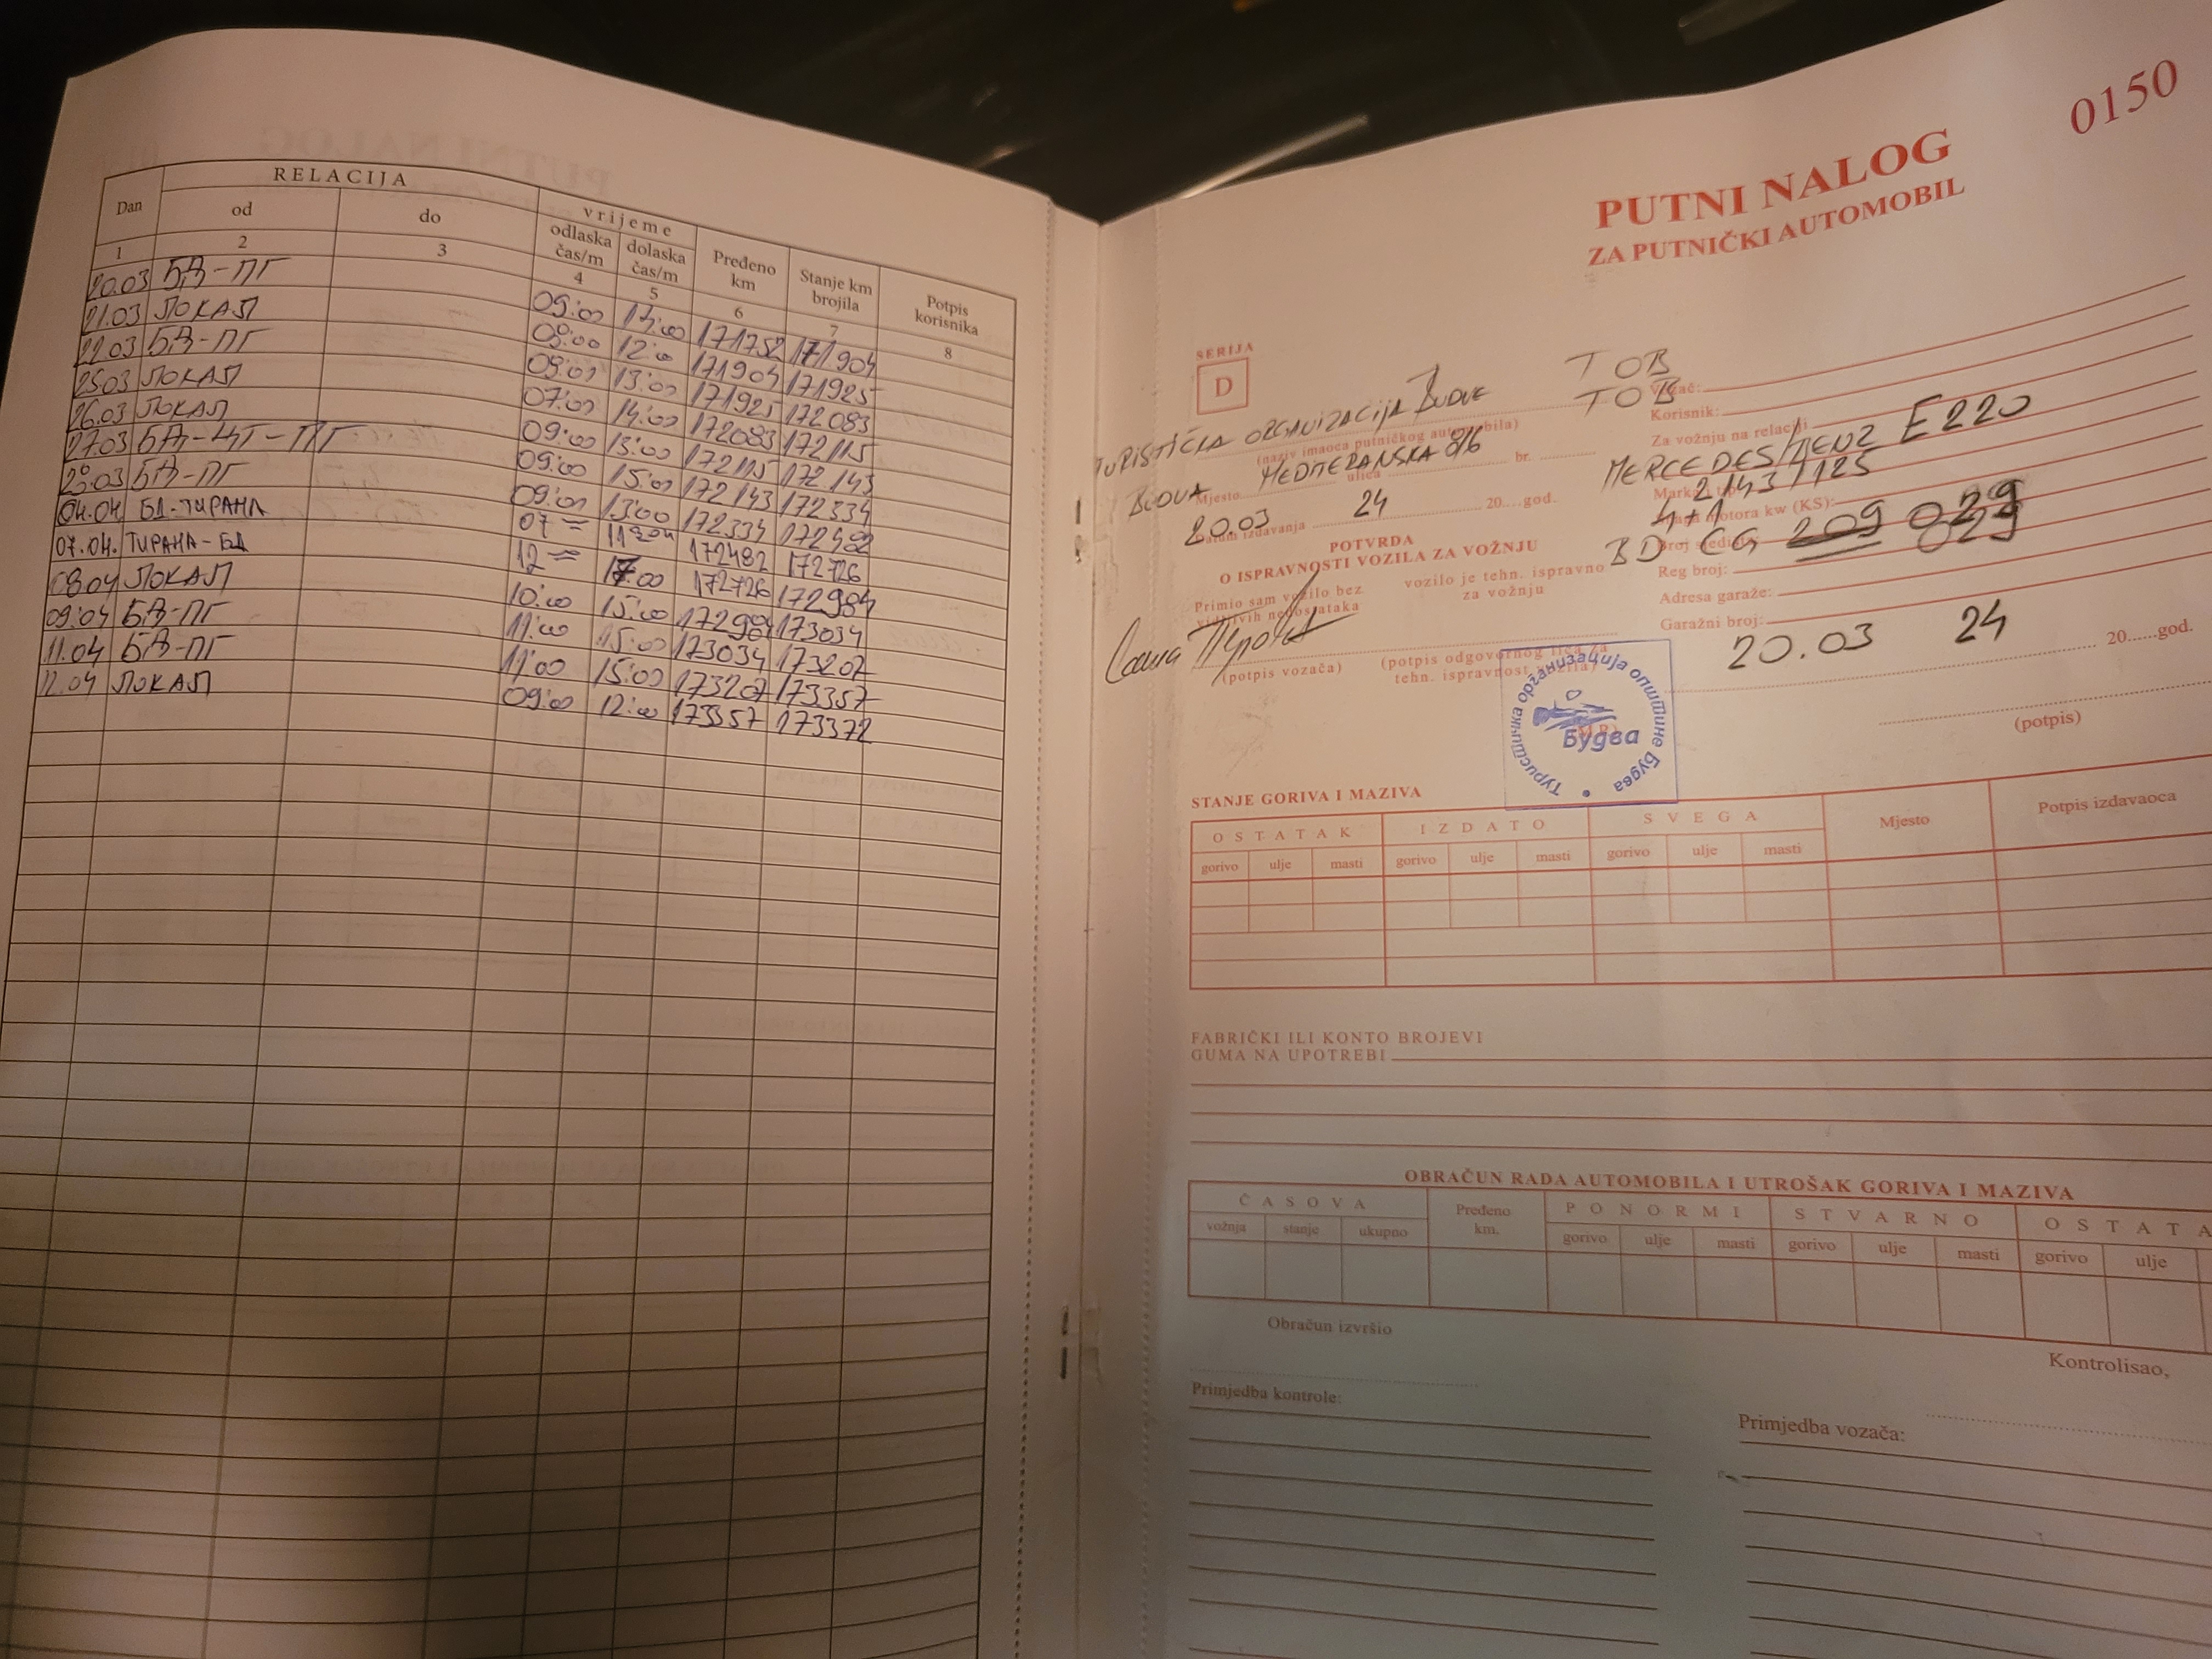 RELACIJA
Dan od do vrijeme Pređeno km Stanje km brojila Potpis korisnika
odlaska čas/m dolaska čas/m
1 2 3 4 5 6 7 8
20.03 БД-ПГ 09:00 17:00 171752 171904
21.03 ЛОКАЛ 08:00 12:00 171904 171925
22.03 БД-ПГ 09:00 13:00 171925 172083
25.03 ЛОКАЛ 07:00 14:00 172083 172115
26.03 ЛОКАЛ 09:00 13:00 172115 172143
27.03 БД-ЦТ-ПГ 09:00 15:00 172143 172334
28.03 БД-ПГ 09:00 13:00 172334 172482
04.04 БД-ТИРАНА 07 172482 172726
07.04. ТИРАНА-БД 12 17:00 172726 172984
08.04 ЛОКАЛ 10:00 15:00 172984 173034
09.04 БД-ПГ 11:00 15:00 173034 173207
11.04 БД-ПГ 11:00 15:00 173207 173357
12.04 ЛОКАЛ 09:00 12:00 173357 173372
0150
PUTNI NALOG
ZA PUTNIČKI AUTOMOBIL
SERIJA
D
TURISTIČKA ORGANIZACIJA BUDVE
(naziv imaoca putničkog automobila)
BUDVA MEDITERANSKA 8/6
Mjesto ulica br.
20.03 24
Datum izdavanja 20....god.
POTVRDA
O ISPRAVNOSTI VOZILA ZA VOŽNJU
Primio sam vozilo bez vidljivih nedostataka
vozilo je tehn. ispravno za vožnju
(potpis vozača)
(potpis odgovornog lica za tehn. ispravnost vozila)
Туристичка организација општине Будва
Будва
(M.P.)
Vozač: TOB
Korisnik: TOB
Za vožnju na relaciji
MERCEDES BENZ E220
Marka i tip
2143/125
Snaga motora kw (KS):
4+1
Broj sjedišta
BD CG 209 029
029
Reg broj:
Adresa garaže:
Garažni broj:
20.03 24
20......god.
(potpis)
STANJE GORIVA I MAZIVA
OSTATAK IZDATO SVEGA Mjesto Potpis izdavaoca
gorivo ulje masti gorivo ulje masti gorivo ulje masti
FABRIČKI ILI KONTO BROJEVI
GUMA NA UPOTREBI
OBRAČUN RADA AUTOMOBILA I UTROŠAK GORIVA I MAZIVA
ČASOVA Pređeno km. PO NORMI STVARNO OSTATA
vožnja stanje ukupno gorivo ulje masti gorivo ulje masti gorivo ulje
Obračun izvršio
Kontrolisao,
Primjedba kontrole:
Primjedba vozača: